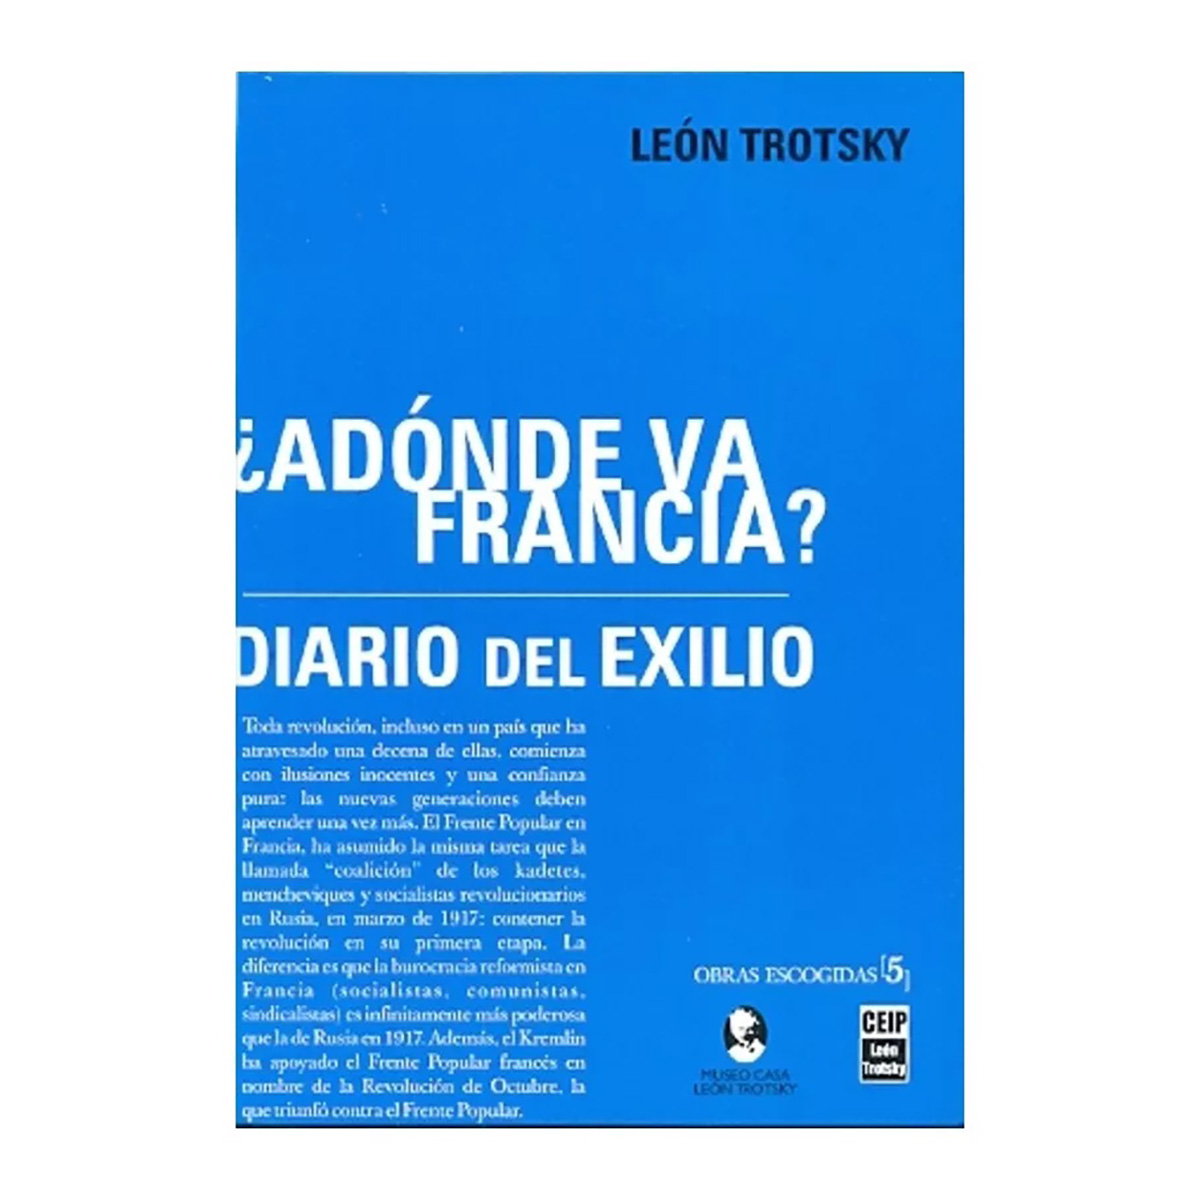 LEÓN TROTSKY
¿ADÓNDE VA
FRANCIA?
DIARIO DEL EXILIO
Toda revolución, incluso en un país que ha
atravesado una decena de ellas, comienza
con ilusiones inocentes y una confianza
pura: las nuevas generaciones deben
aprender una vez más. El Frente Popular en
Francia, ha asumido la misma tarea que la
llamada "coalición" de los kadetes,
mencheviques y socialistas revolucionarios
en Rusia, en marzo de 1917: contener la
revolución en su primera etapa. La
diferencia es que la burocracia reformista en
Francia (socialistas, comunistas,
sindicalistas) es infinitamente más poderosa
que la de Rusia en 1917. Además, el Kremlin
ha apoyado el Frente Popular francés en
nombre de la Revolución de Octubre, la
que triunfó contra el Frente Popular.
OBRAS ESCOGIDAS [5]
MUSEO CASA
LEÓN TROTSKY
CEIP
León
Trotsky